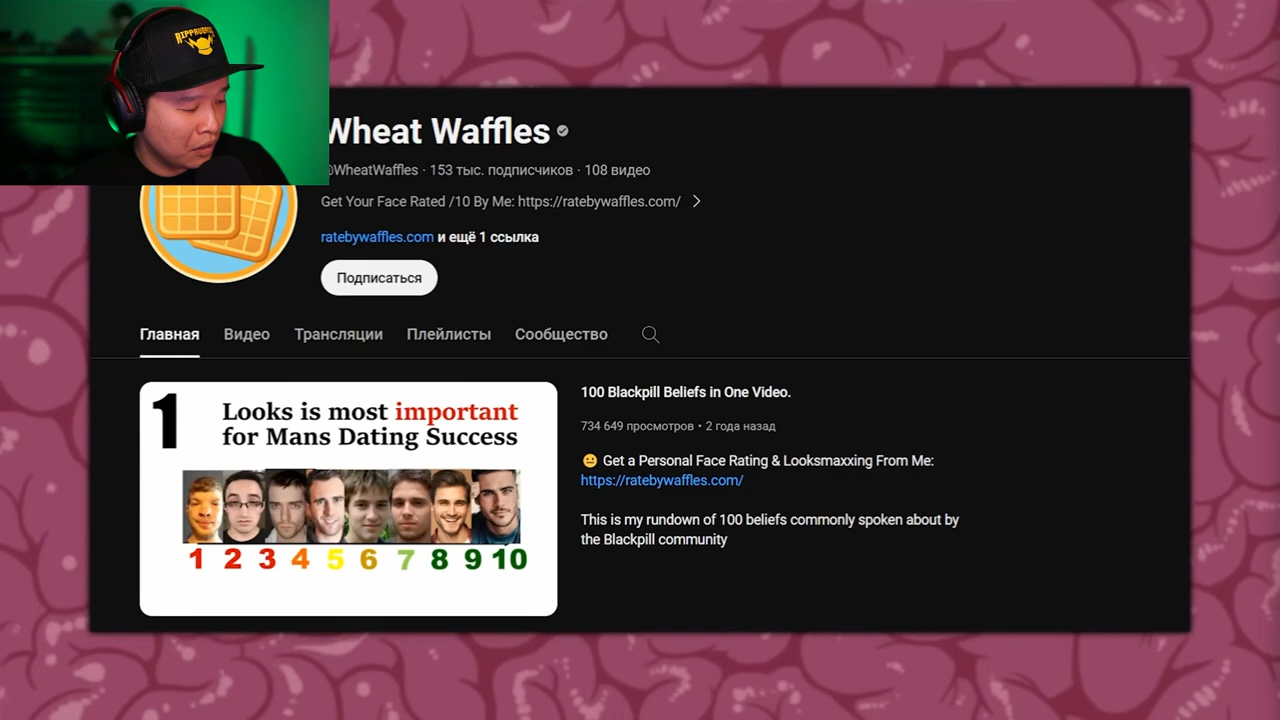 RIPPAVERSE
Wheat Waffles
@WheatWaffles · 153 тыс. подписчиков · 108 видео
Get Your Face Rated /10 By Me: https://ratebywaffles.com/
ratebywaffles.com и ещё 1 ссылка
Подписаться
Главная Видео Трансляции Плейлисты Сообщество
1 Looks is most important
for Mans Dating Success
1 2 3 4 5 6 7 8 9 10
100 Blackpill Beliefs in One Video.
734 649 просмотров • 2 года назад
😐 Get a Personal Face Rating & Looksmaxxing From Me:
https://ratebywaffles.com/
This is my rundown of 100 beliefs commonly spoken about by
the Blackpill community